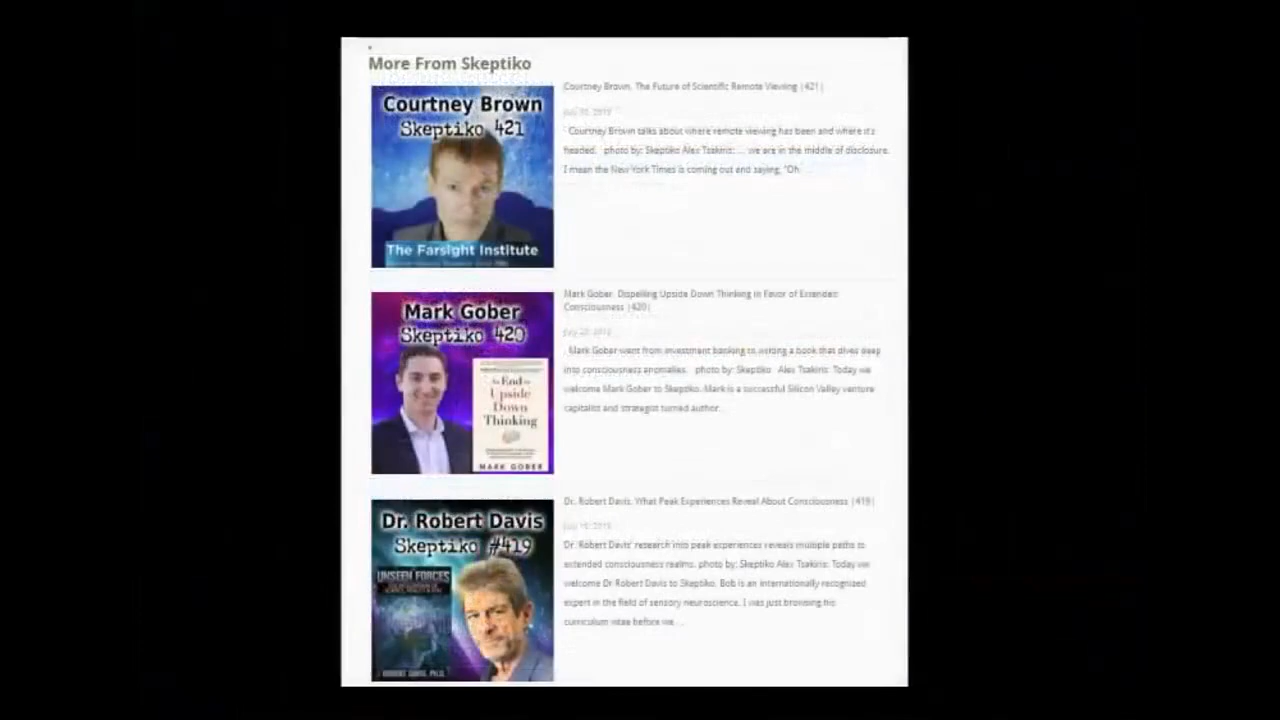 More From Skeptiko
Courtney Brown
Skeptiko 421
The Farsight Institute
Courtney Brown, The Future of Scientific Remote Viewing |421|
Courtney Brown talks about where remote viewing has been and where it's
headed. photo by: Skeptiko Alex Tsakiris: ... we are in the middle of disclosure.
I mean the New York Times is coming out and saying, "Oh ...
Mark Gober
Skeptiko 420
An End to
Upside
Down
Thinking
MARK GOBER
Mark Gober, Dispelling Upside Down Thinking in Favor of Extended
Consciousness |420|
Mark Gober went from investment banking to writing a book that dives deep
into consciousness anomalies. photo by: Skeptiko Alex Tsakiris: Today we
welcome Mark Gober to Skeptiko. Mark is a successful Silicon Valley venture
capitalist and strategist turned author...
Dr. Robert Davis
Skeptiko #419
UNSEEN FORCES
Dr. Robert Davis, What Peak Experiences Reveal About Consciousness |419|
Dr. Robert Davis' research into peak experiences reveals multiple paths to
extended consciousness realms. photo by: Skeptiko Alex Tsakiris: Today we
welcome Dr Robert Davis to Skeptiko. Bob is an internationally recognized
expert in the field of sensory neuroscience. I was just browsing his
curriculum vitae before we ...